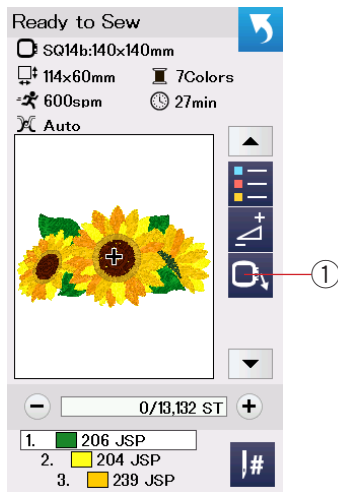 Ready to Sew
SQ14b:140x140mm
114x60mm 7Colors
600spm 27min
Auto
1
0/13,132 ST
1. 206 JSP
2. 204 JSP
3. 239 JSP
#